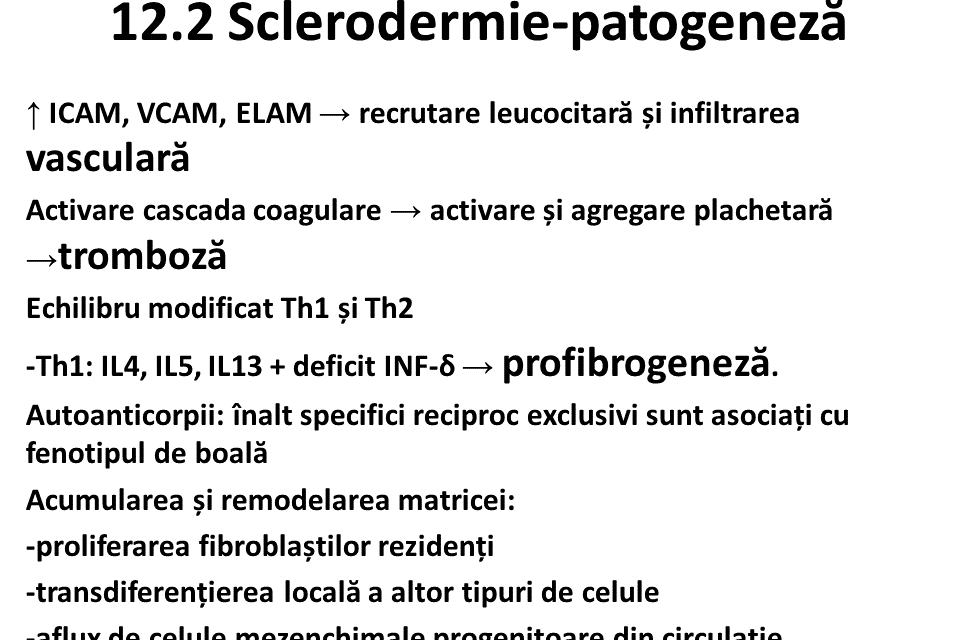 12.2 Sclerodermie-patogeneză
↑ ICAM, VCAM, ELAM → recrutare leucocitară și infiltrarea
vasculară
Activare cascada coagulare → activare și agregare plachetară
→tromboză
Echilibru modificat Th1 și Th2
-Th1: IL4, IL5, IL13 + deficit INF-δ → profibrogeneză.
Autoanticorpii: înalt specifici reciproc exclusivi sunt asociați cu
fenotipul de boală
Acumularea și remodelarea matricei:
-proliferarea fibroblaștilor rezidenți
-transdiferențierea locală a altor tipuri de celule
-aflux de celule mezenchimale progenitoare din circulație